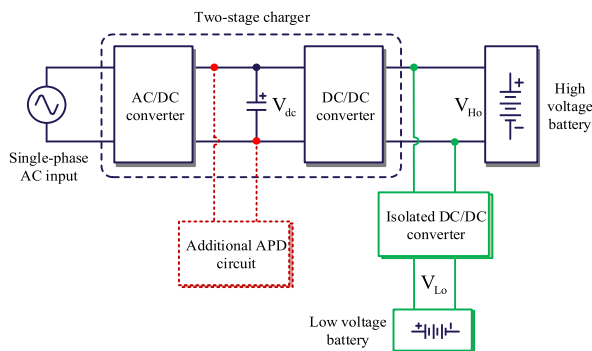 Two-stage charger
AC/DC
converter
+
V_dc
DC/DC
converter
V_Ho
+
−
High
voltage
battery
Single-phase
AC input
Additional APD
circuit
Isolated DC/DC
converter
V_Lo
Low voltage
battery
+